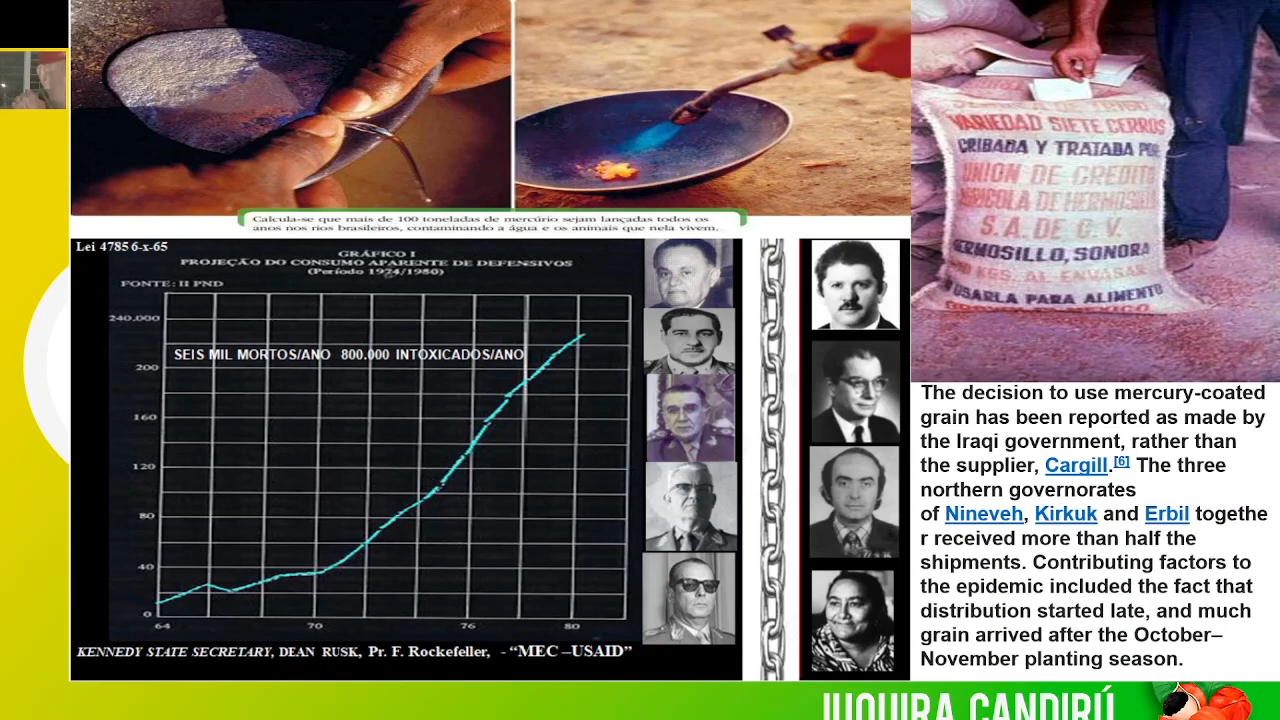 Calcula-se que mais de 100 toneladas de mercúrio sejam lançadas todos os
anos nos rios brasileiros, contaminando a água e os animais que nela vivem.
Lei 4785 6-x-65
GRÁFICO I
PROJEÇÃO DO CONSUMO APARENTE DE DEFENSIVOS
(Período 1924/1980)
FONTE: II PND
240.000
SEIS MIL MORTOS/ANO 800.000 INTOXICADOS/ANO
200
160
120
80
40
0
64 70 76 80
KENNEDY STATE SECRETARY, DEAN RUSK, Pr. F. Rockefeller, - “MEC –USAID”
VARIEDAD SIETE CERROS
CRIBADA Y TRATADA POR
UNION DE CREDITO
AGRICOLA DE HERMOSILLO
S.A. DE C. V.
HERMOSILLO, SONORA
KGS. AL ENVASAR
USARLA PARA ALIMENTO
The decision to use mercury-coated
grain has been reported as made by
the Iraqi government, rather than
the supplier, Cargill.[6] The three
northern governorates
of Nineveh, Kirkuk and Erbil togethe
r received more than half the
shipments. Contributing factors to
the epidemic included the fact that
distribution started late, and much
grain arrived after the October–
November planting season.
JUQUIRA CANDIRÚ